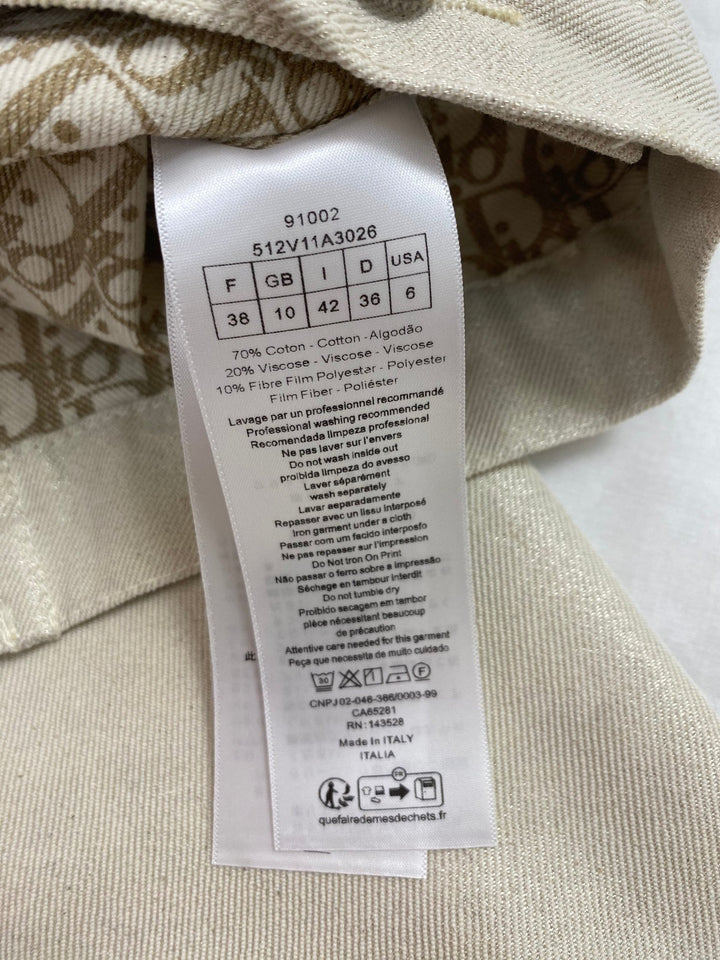 91002
512V11A3026
F GB I D USA
38 10 42 36 6
70% Coton - Cotton - Algodão
20% Viscose - Viscose - Viscose
10% Fibre Film Polyester - Polyester
Film Fiber - Poliéster
Lavage par un professionnel recommandé
Professional washing recommended
Recomendada limpeza professional
Ne pas laver sur l'envers
Do not wash inside out
proibida limpeza do avesso
Laver séparément
wash separately
Lavar separadamente
Repasser avec un tissu interposé
Iron garment under a cloth
Passar com um facido interposfo
Ne pas repasser sur l'impression
Do Not Iron On Print
Não passar o ferro sobre a impressão
Séchage en tambour interdit
Do not tumble dry
Proibido secagem em tambor
pièce nécessitant beaucoup
de précaution
Attentive care needed for this garment
Peça que necessita de muito cuidado
30 F
CNPJ 02-046-386/0003-99
CA65281
RN: 143528
Made In ITALY
ITALIA
FR
quefairedemesdechets.fr
此
Dior